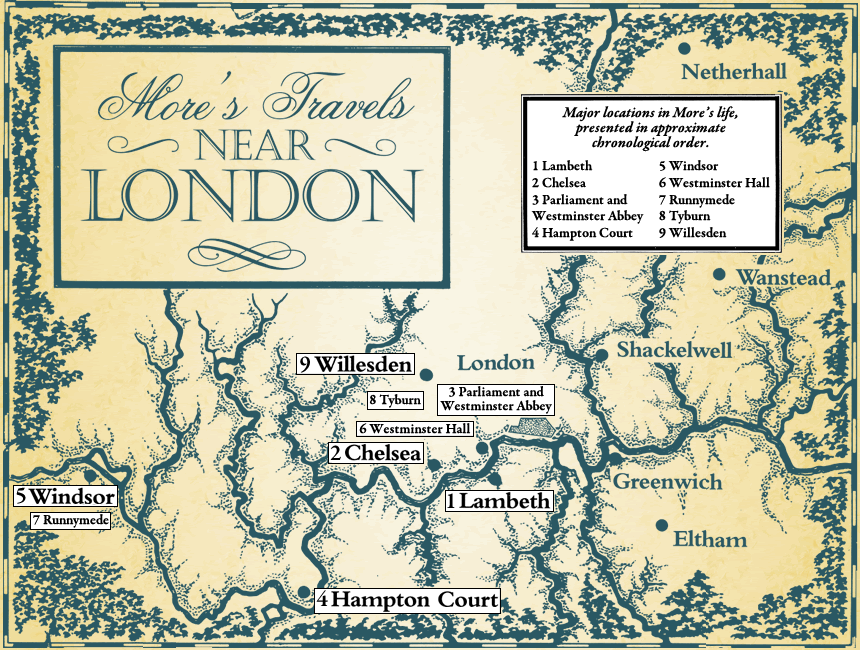 More's Travels
NEAR
LONDON
Netherhall
Major locations in More's life,
presented in approximate
chronological order.
1 Lambeth
2 Chelsea
3 Parliament and
Westminster Abbey
4 Hampton Court
5 Windsor
6 Westminster Hall
7 Runnymede
8 Tyburn
9 Willesden
Wanstead
Shackelwell
London
9 Willesden
8 Tyburn
3 Parliament and
Westminster Abbey
6 Westminster Hall
2 Chelsea
Greenwich
5 Windsor
1 Lambeth
7 Runnymede
Eltham
4 Hampton Court